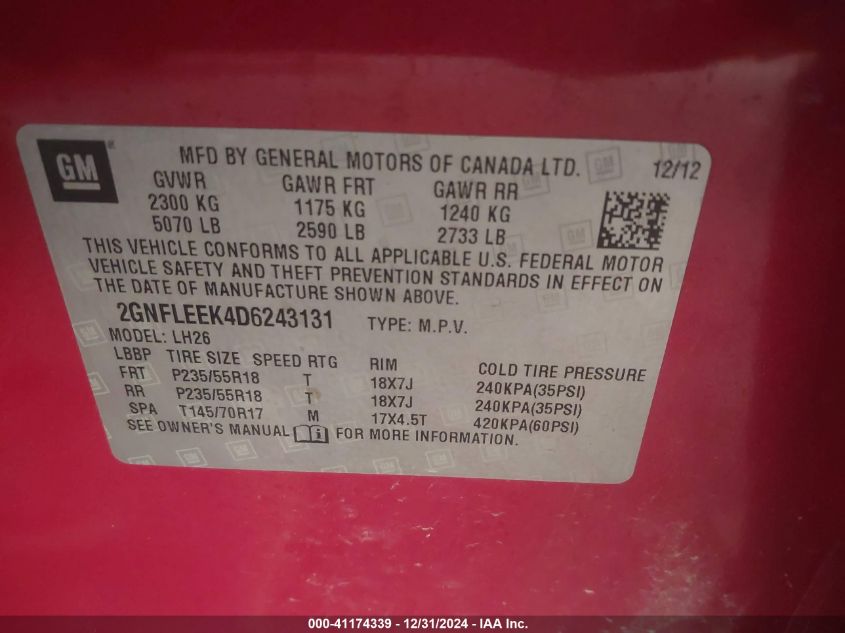 GM
MFD BY GENERAL MOTORS OF CANADA LTD. 12/12
GVWR GAWR FRT GAWR RR
2300 KG 1175 KG 1240 KG
5070 LB 2590 LB 2733 LB
THIS VEHICLE CONFORMS TO ALL APPLICABLE U.S. FEDERAL MOTOR
VEHICLE SAFETY AND THEFT PREVENTION STANDARDS IN EFFECT ON
THE DATE OF MANUFACTURE SHOWN ABOVE.
2GNFLEEK4D6243131 TYPE: M.P.V.
MODEL: LH26
LBBP TIRE SIZE SPEED RTG RIM COLD TIRE PRESSURE
FRT P235/55R18 T 18X7J 240KPA(35PSI)
RR P235/55R18 T 18X7J 240KPA(35PSI)
SPA T145/70R17 M 17X4.5T 420KPA(60PSI)
SEE OWNER'S MANUAL FOR MORE INFORMATION.
000-41174339 - 12/31/2024 - IAA Inc.